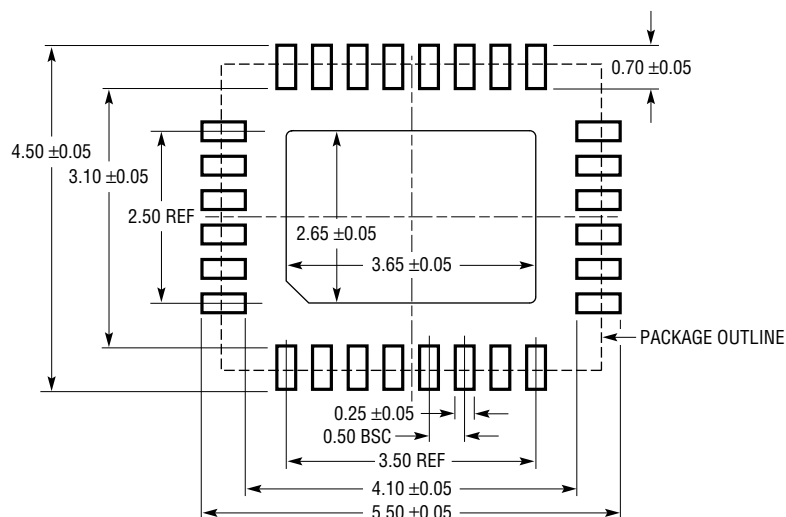 0.70 ±0.05
4.50 ±0.05
3.10 ±0.05
2.50 REF
2.65 ±0.05
3.65 ±0.05
PACKAGE OUTLINE
0.25 ±0.05
0.50 BSC
3.50 REF
4.10 ±0.05
5.50 ±0.05